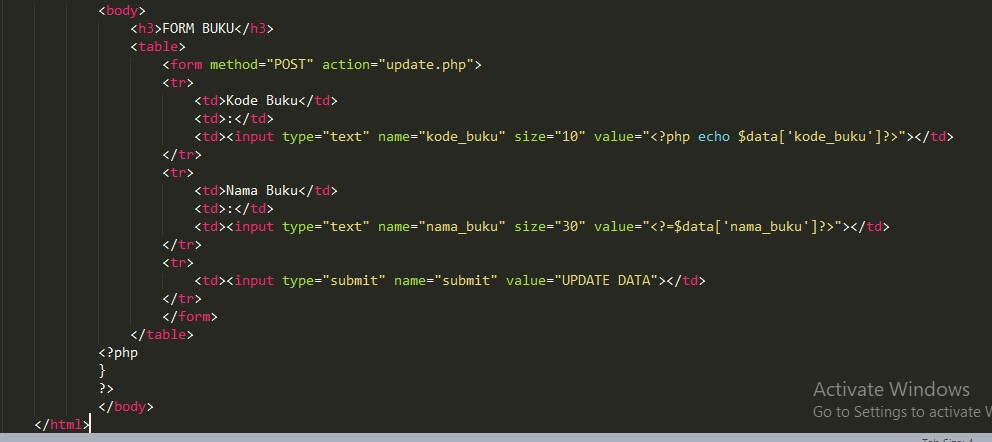 <body>
<h3>FORM BUKU</h3>
<table>
<form method="POST" action="update.php">
<tr>
<td>Kode Buku</td>
<td>:</td>
<td><input type="text" name="kode_buku" size="10" value="<?php echo $data['kode_buku']?>"></td>
</tr>
<tr>
<td>Nama Buku</td>
<td>:</td>
<td><input type="text" name="nama_buku" size="30" value="<?=$data['nama_buku']?>"></td>
</tr>
<tr>
<td><input type="submit" name="submit" value="UPDATE DATA"></td>
</tr>
</form>
</table>
<?php
}
?>
</body>
</html>
Activate Windows
Go to Settings to activate W